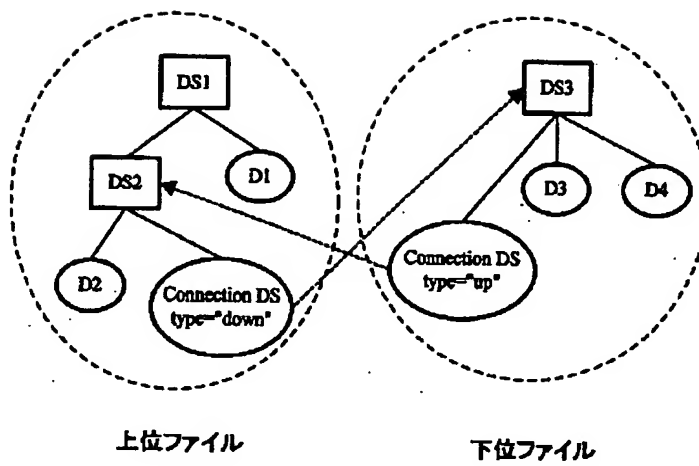 DS1
DS2
D1
D2
Connection DS
type="down"
DS3
D3
D4
Connection DS
type="up"
上位ファイル
下位ファイル